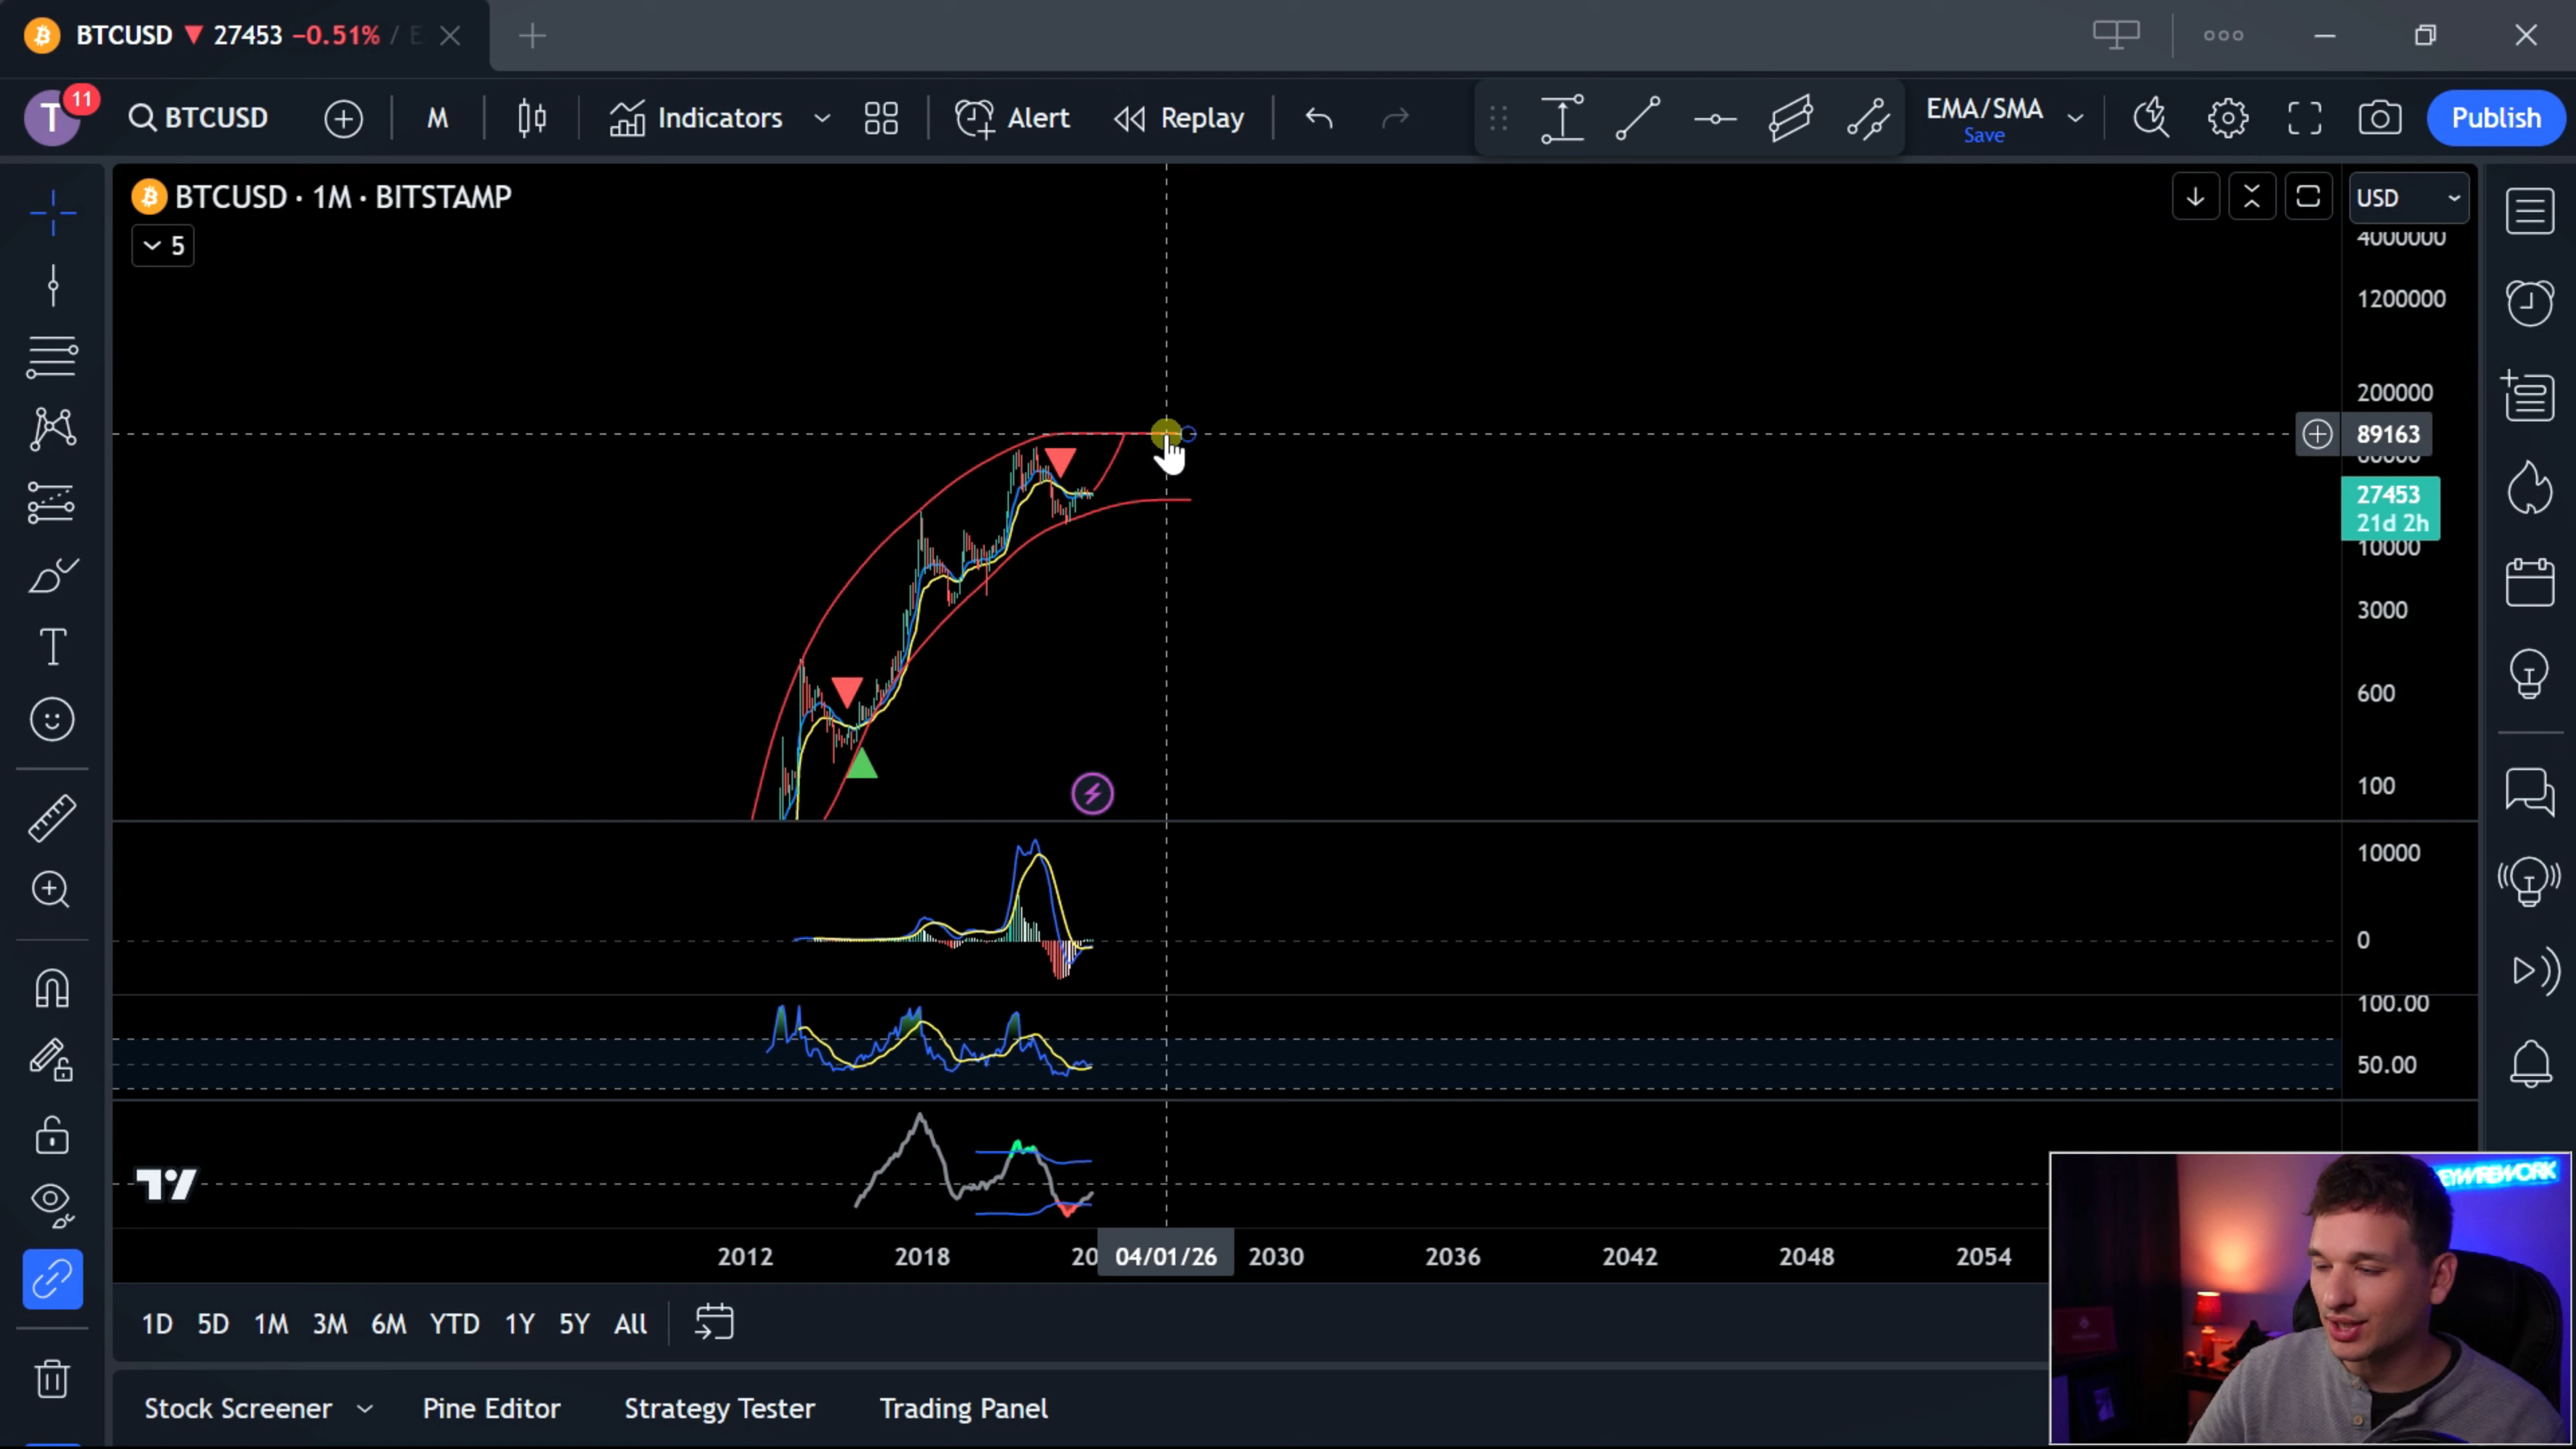 BTCUSD ▼ 27453 −0.51% / E
T 11 BTCUSD M Indicators Alert Replay EMA/SMA Save Publish
BTCUSD · 1M · BITSTAMP
5
USD
4000000
1200000
200000
89163
27453
21d 2h
10000
3000
600
100
10000
0
100.00
50.00
2012 2018 20 04/01/26 2030 2036 2042 2048 2054
1D 5D 1M 3M 6M YTD 1Y 5Y All
Stock Screener Pine Editor Strategy Tester Trading Panel